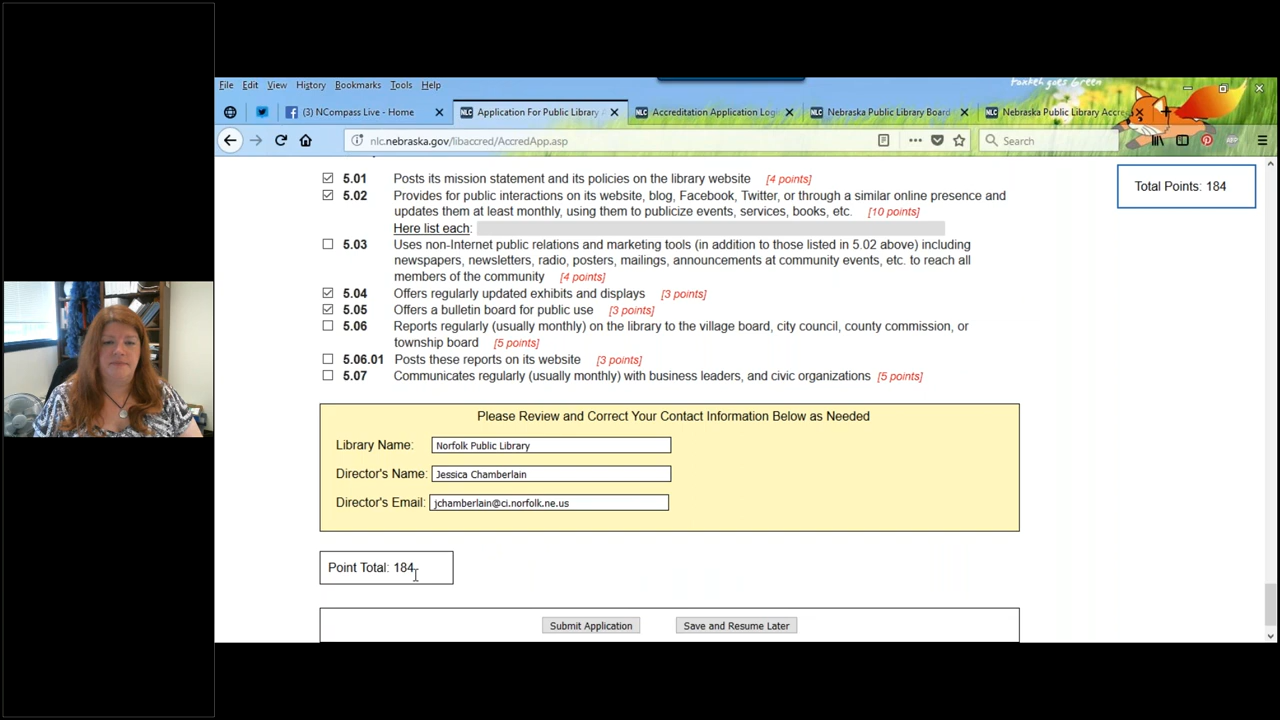 File Edit View History Bookmarks Tools Help
(3) NCompass Live - Home
Application For Public Library
Accreditation Application Log
Nebraska Public Library Board
Nebraska Public Library Accre
nlc.nebraska.gov/libaccred/AccredApp.asp
Search
5.01 Posts its mission statement and its policies on the library website [4 points]
5.02 Provides for public interactions on its website, blog, Facebook, Twitter, or through a similar online presence and
updates them at least monthly, using them to publicize events, services, books, etc. [10 points]
Here list each:
5.03 Uses non-Internet public relations and marketing tools (in addition to those listed in 5.02 above) including
newspapers, newsletters, radio, posters, mailings, announcements at community events, etc. to reach all
members of the community [4 points]
5.04 Offers regularly updated exhibits and displays [3 points]
5.05 Offers a bulletin board for public use [3 points]
5.06 Reports regularly (usually monthly) on the library to the village board, city council, county commission, or
township board [5 points]
5.06.01 Posts these reports on its website [3 points]
5.07 Communicates regularly (usually monthly) with business leaders, and civic organizations [5 points]
Total Points: 184
Please Review and Correct Your Contact Information Below as Needed
Library Name: Norfolk Public Library
Director's Name: Jessica Chamberlain
Director's Email: jchamberlain@ci.norfolk.ne.us
Point Total: 184
Submit Application
Save and Resume Later